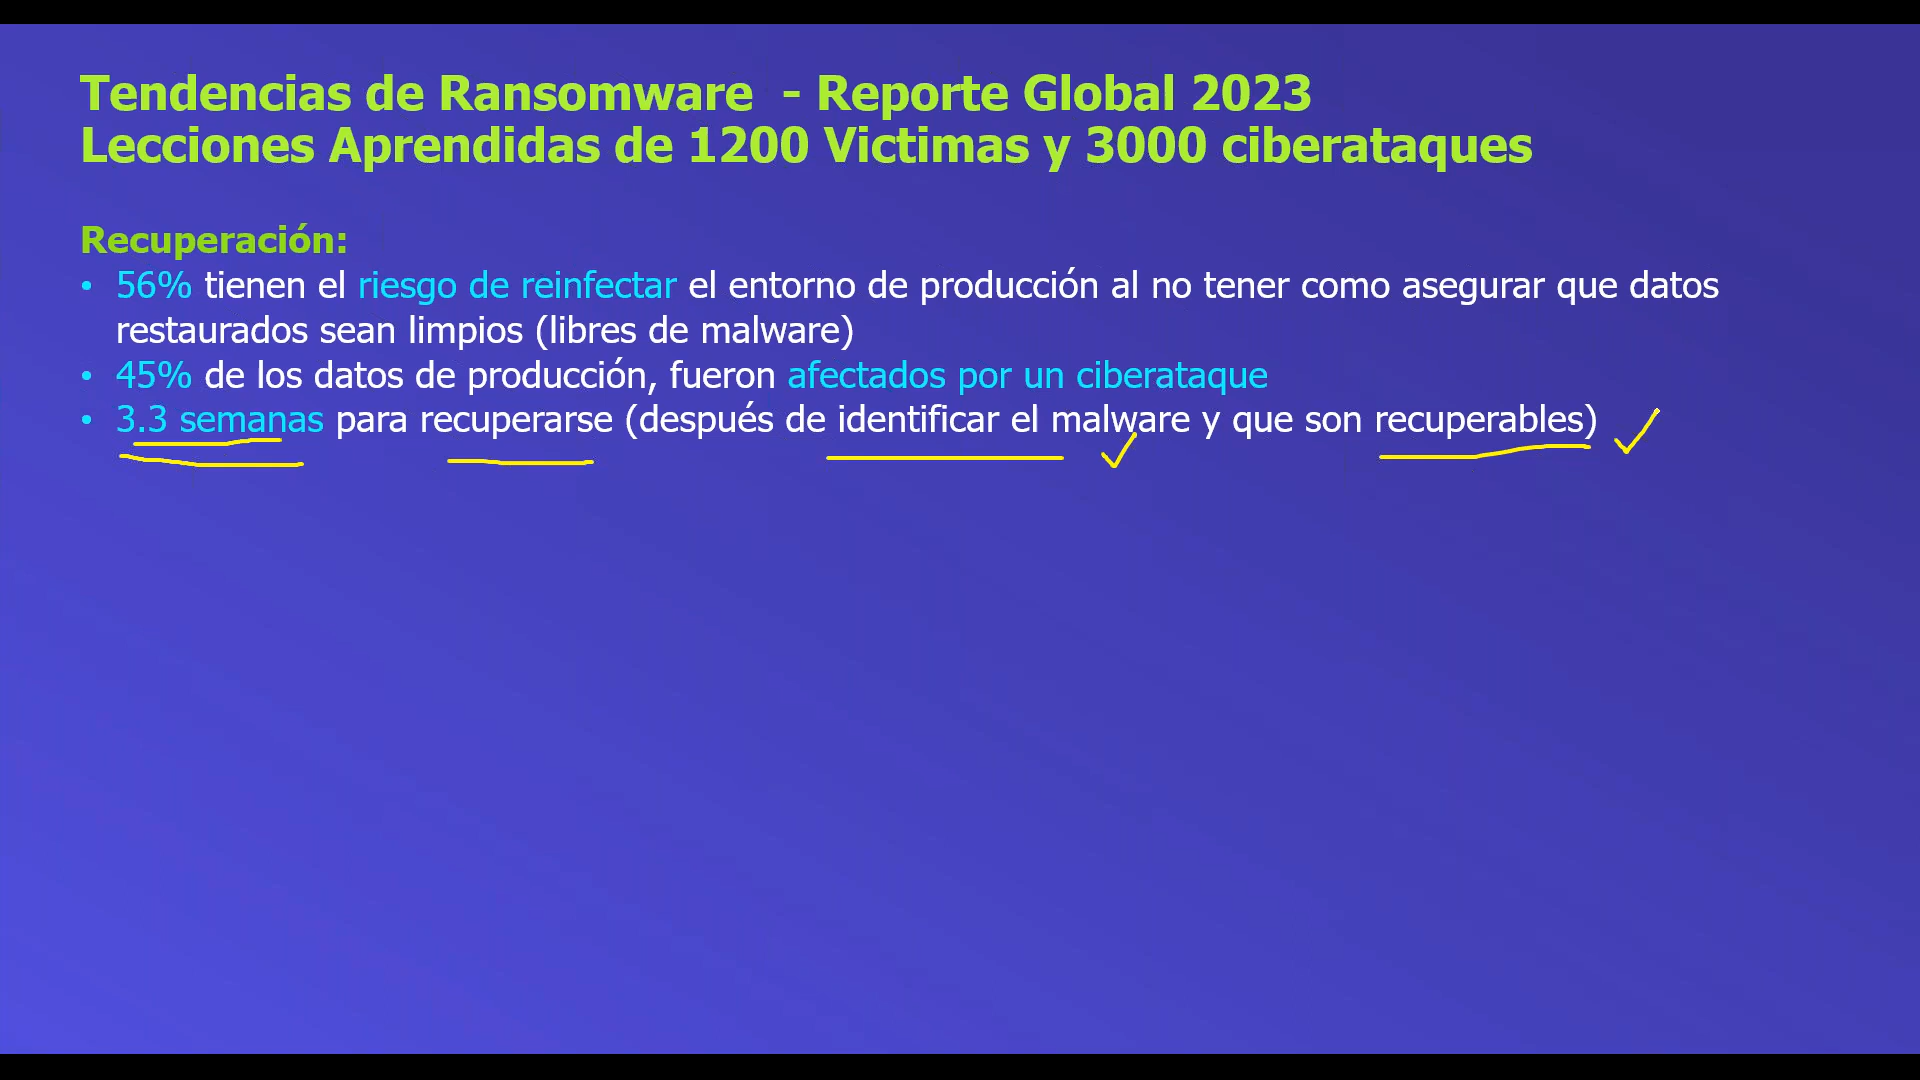 Tendencias de Ransomware - Reporte Global 2023
Lecciones Aprendidas de 1200 Victimas y 3000 ciberataques
Recuperación:
• 56% tienen el riesgo de reinfectar el entorno de producción al no tener como asegurar que datos
restaurados sean limpios (libres de malware)
• 45% de los datos de producción, fueron afectados por un ciberataque
• 3.3 semanas para recuperarse (después de identificar el malware y que son recuperables)